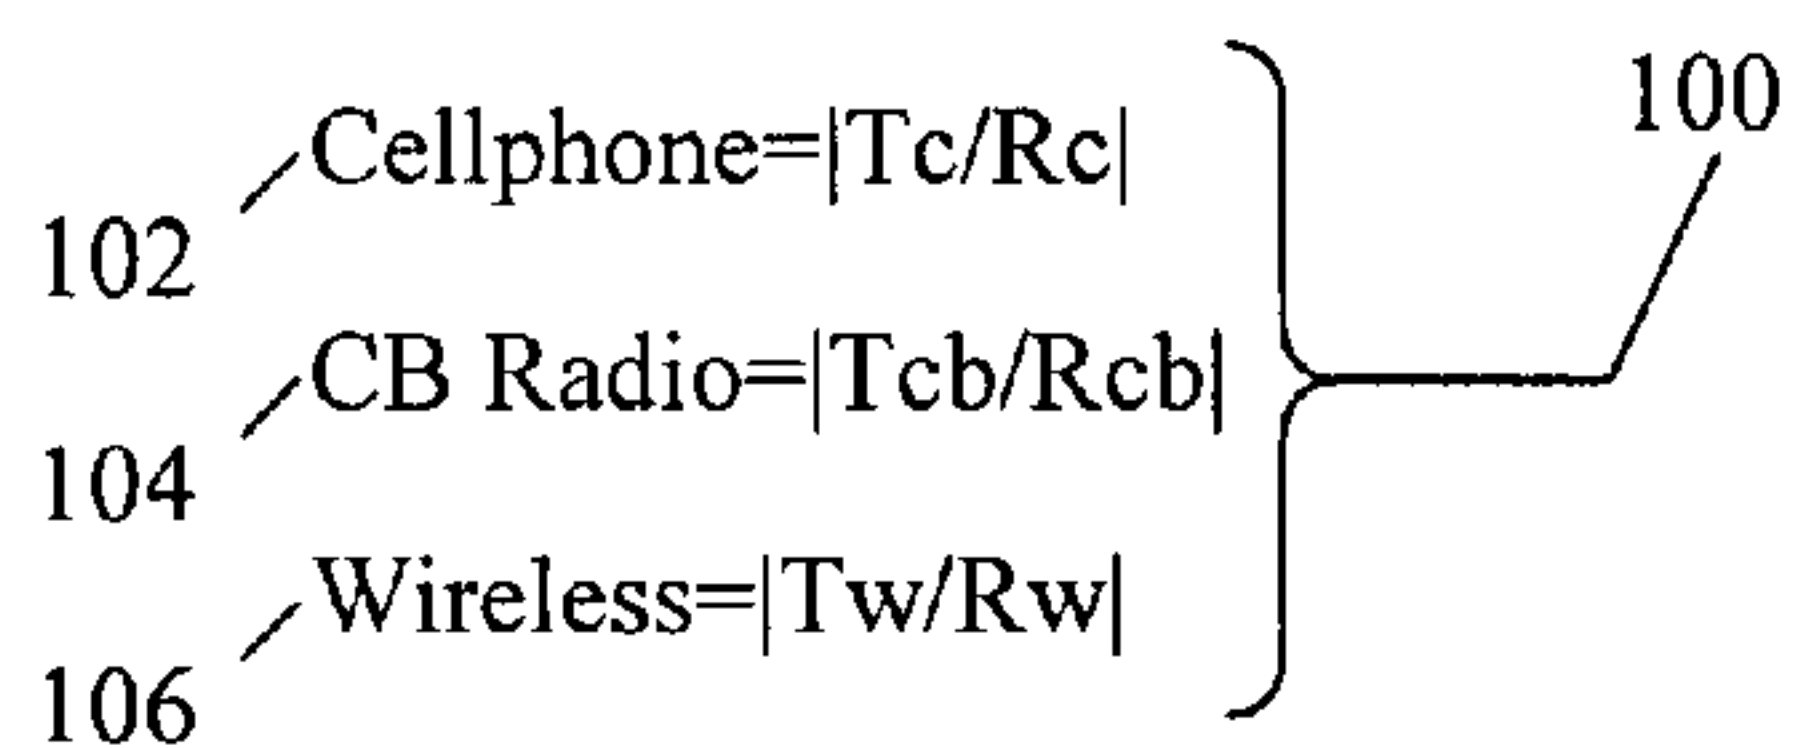 100
Cellphone=|Tc/Rc|
102
CB Radio=|Tcb/Rcb|
104
Wireless=|Tw/Rw|
106